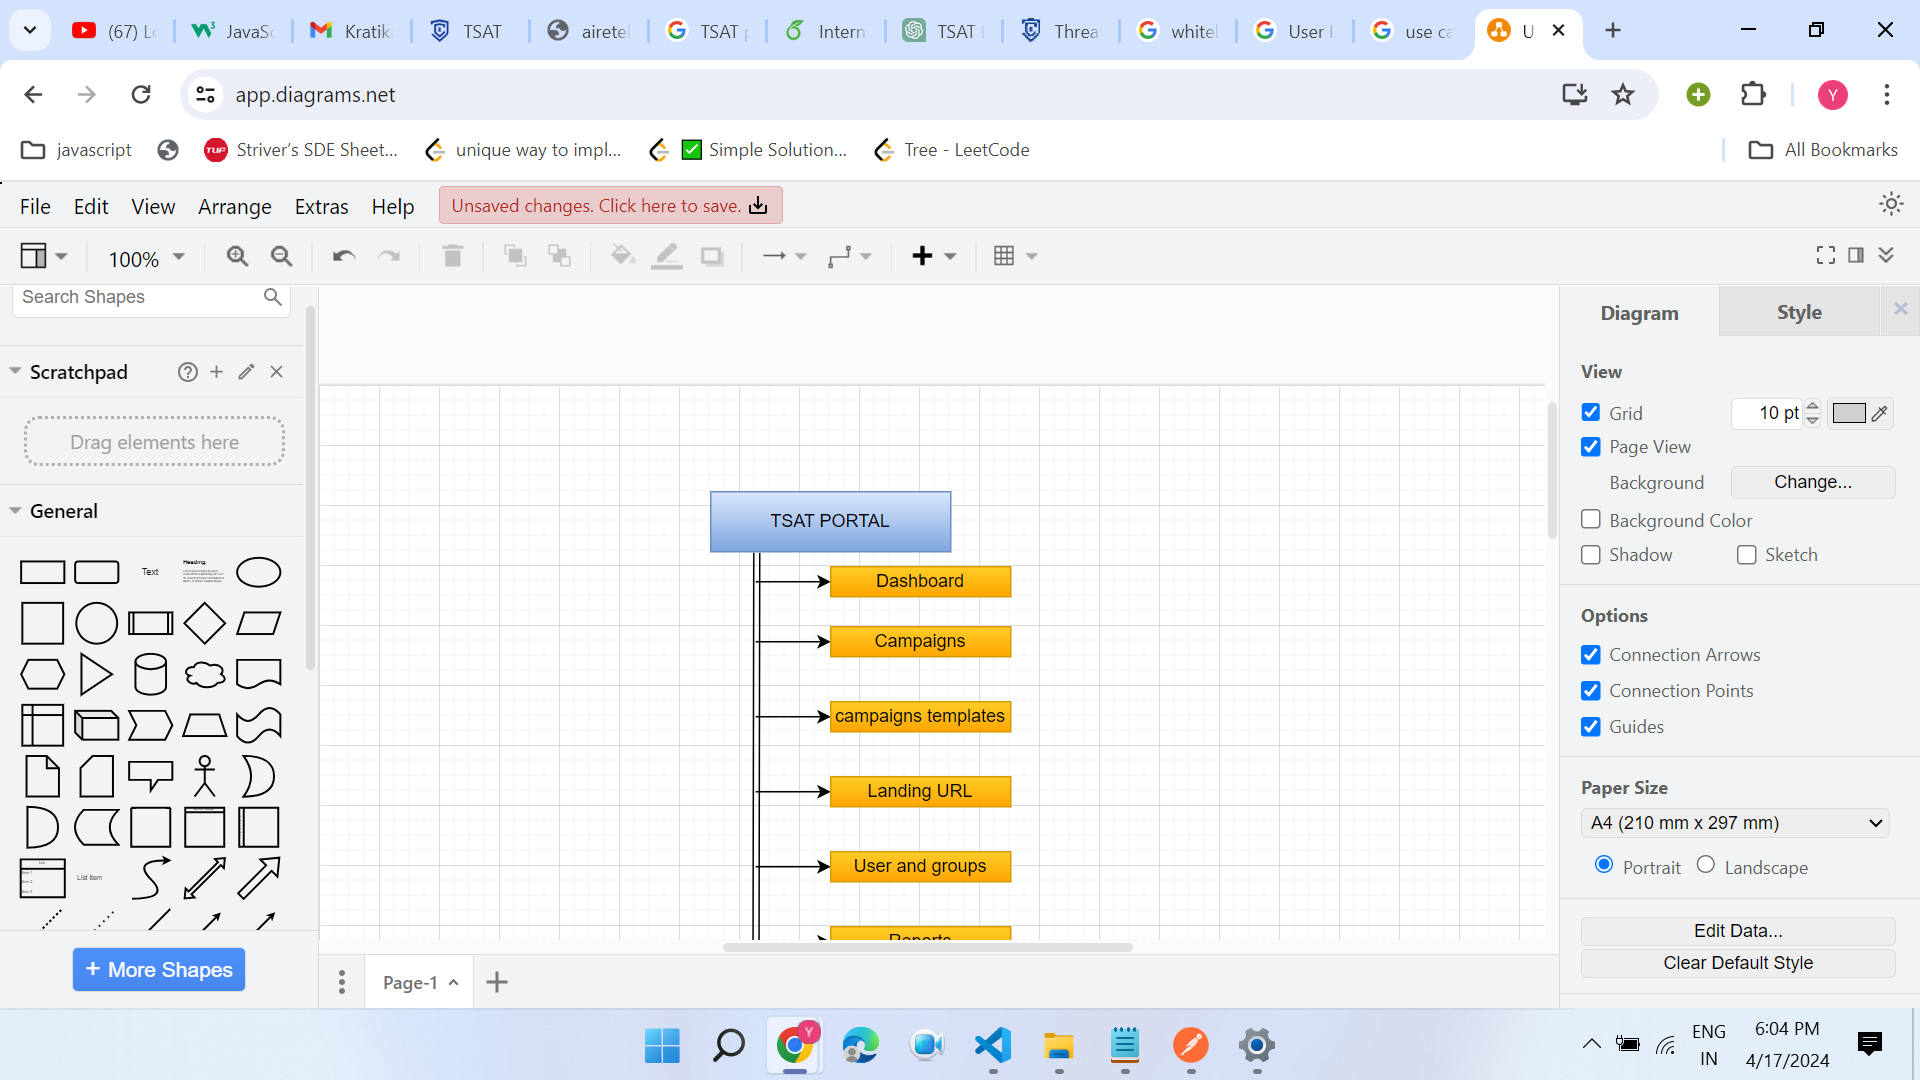 (67) Lo
JavaSc
Kratika
TSAT
airetel
TSAT p
Intern
TSAT
Threa
whitel
User
use ca
U
app.diagrams.net
Y
javascript
TUF
Striver's SDE Sheet...
unique way to impl...
Simple Solution...
Tree - LeetCode
All Bookmarks
File Edit View Arrange Extras Help
Unsaved changes. Click here to save.
100%
Search Shapes
Scratchpad
Drag elements here
General
Text
Heading
List Item
+ More Shapes
TSAT PORTAL
Dashboard
Campaigns
campaigns templates
Landing URL
User and groups
Reports
Page-1
Diagram
Style
View
Grid
10 pt
Page View
Background
Change...
Background Color
Shadow
Sketch
Options
Connection Arrows
Connection Points
Guides
Paper Size
A4 (210 mm x 297 mm)
Portrait
Landscape
Edit Data...
Clear Default Style
ENG
IN
6:04 PM
4/17/2024